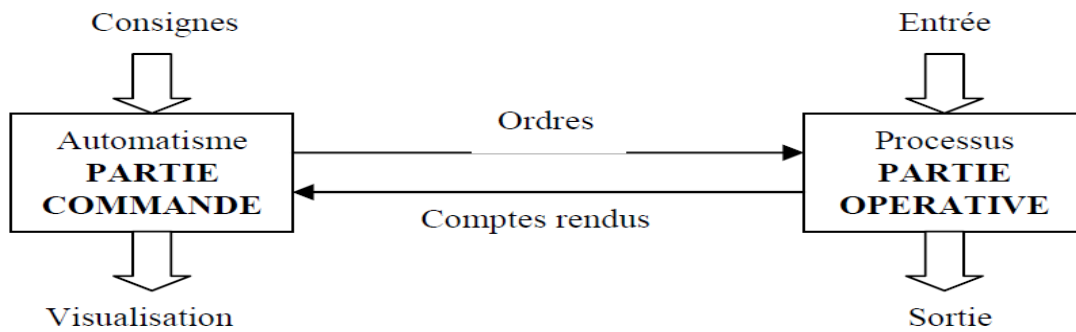 Consignes
Entrée
Automatisme
PARTIE
COMMANDE
Ordres
Comptes rendus
Processus
PARTIE
OPERATIVE
Visualisation
Sortie